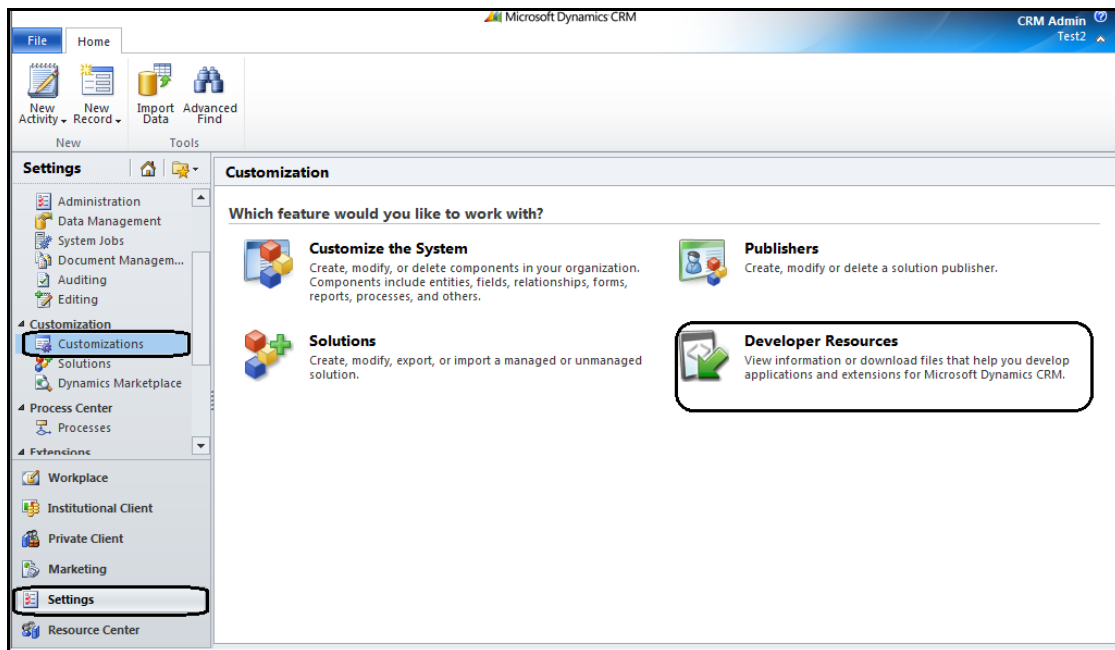 Microsoft Dynamics CRM
CRM Admin
Test2
File
Home
New Activity
New Record
Import Data
Advanced Find
New
Tools
Settings
Administration
Data Management
System Jobs
Document Managem...
Auditing
Editing
Customization
Customizations
Solutions
Dynamics Marketplace
Process Center
Processes
Extensions
Workplace
Institutional Client
Private Client
Marketing
Settings
Resource Center
Customization
Which feature would you like to work with?
Customize the System
Create, modify, or delete components in your organization.
Components include entities, fields, relationships, forms,
reports, processes, and others.
Publishers
Create, modify or delete a solution publisher.
Solutions
Create, modify, export, or import a managed or unmanaged
solution.
Developer Resources
View information or download files that help you develop
applications and extensions for Microsoft Dynamics CRM.